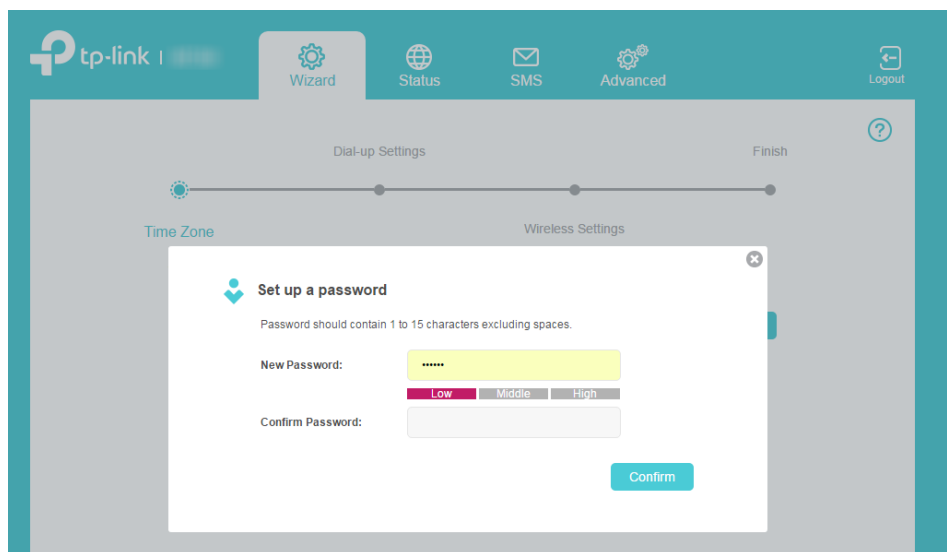 tp-link |
Wizard
Status
SMS
Advanced
Logout
Dial-up Settings
Finish
Time Zone
Wireless Settings
Set up a password
Password should contain 1 to 15 characters excluding spaces.
New Password:
••••••
Low Middle High
Confirm Password:
Confirm